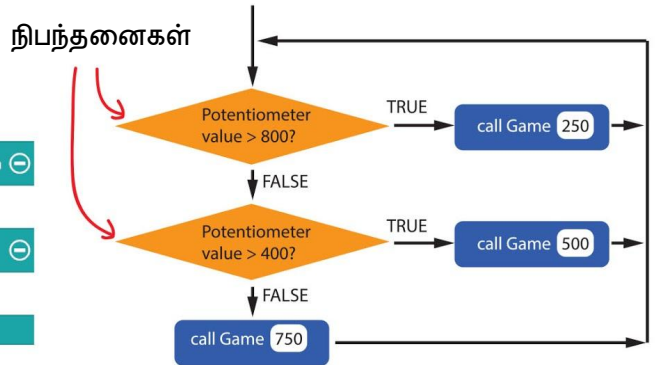 நிபந்தனைகள்
Potentiometer
value > 800?
TRUE
call Game 250
FALSE
Potentiometer
value > 400?
TRUE
call Game 500
FALSE
call Game 750